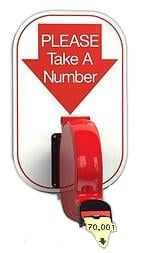 PLEASE
Take A
Number
70,001